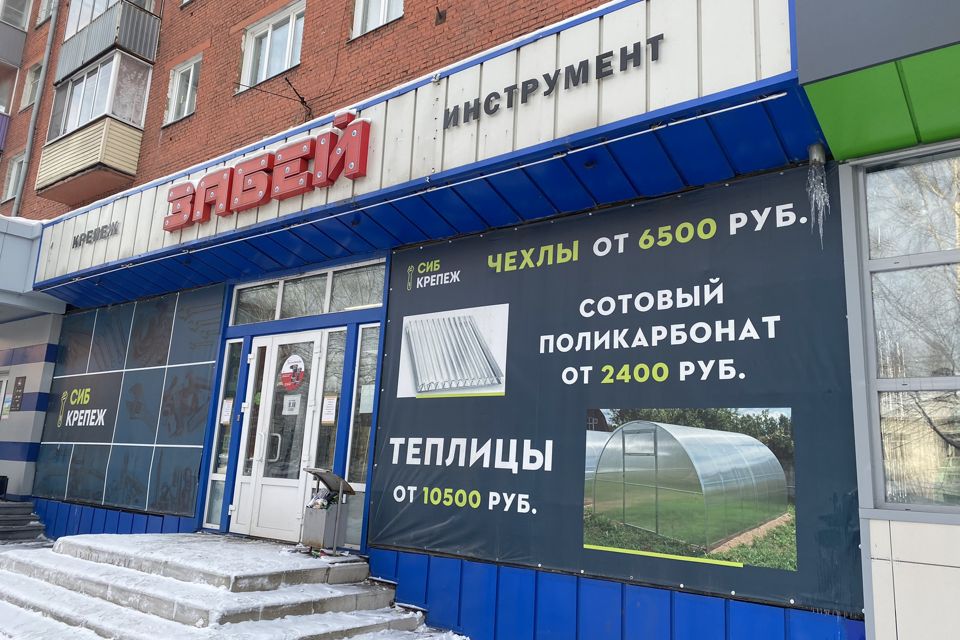 КРЕПЕЖ
ЗАБЕЙ
ИНСТРУМЕНТ
СИБ
КРЕПЕЖ
СИБ
КРЕПЕЖ
ЧЕХЛЫ ОТ 6500 РУБ.
СОТОВЫЙ
ПОЛИКАРБОНАТ
ОТ 2400 РУБ.
ТЕПЛИЦЫ
ОТ 10500 РУБ.